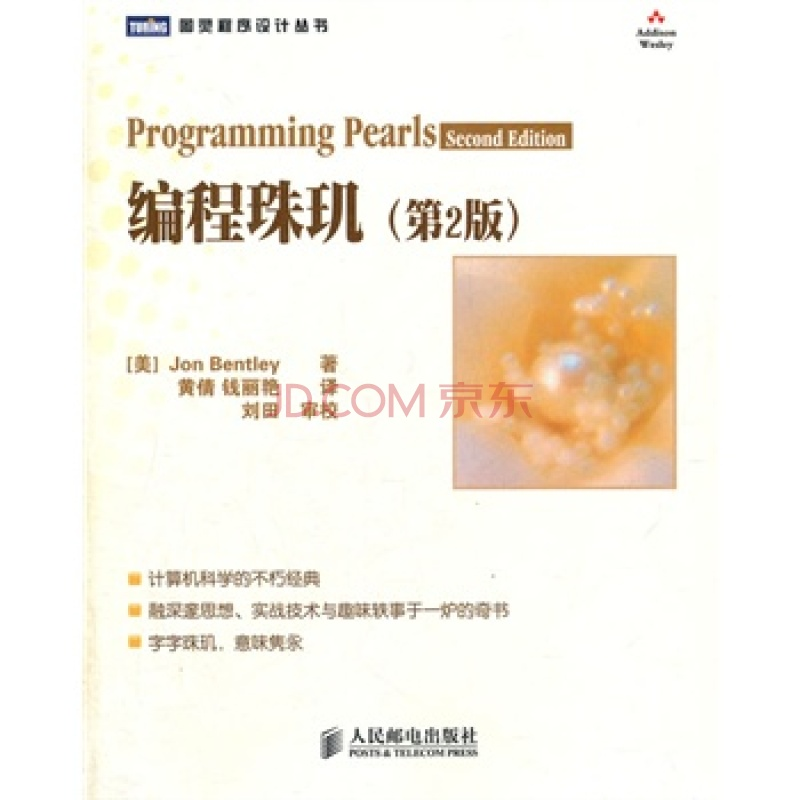 TURING 图灵程序设计丛书
Addison
Wesley
Programming Pearls Second Edition
编程珠玑（第2版）
[美] Jon Bentley 著
黄倩 钱丽艳 译
刘田 审校
JD.COM 京东
计算机科学的不朽经典
融深邃思想、实战技术与趣味轶事于一炉的奇书
字字珠玑，意味隽永
人民邮电出版社
POSTS & TELECOM PRESS